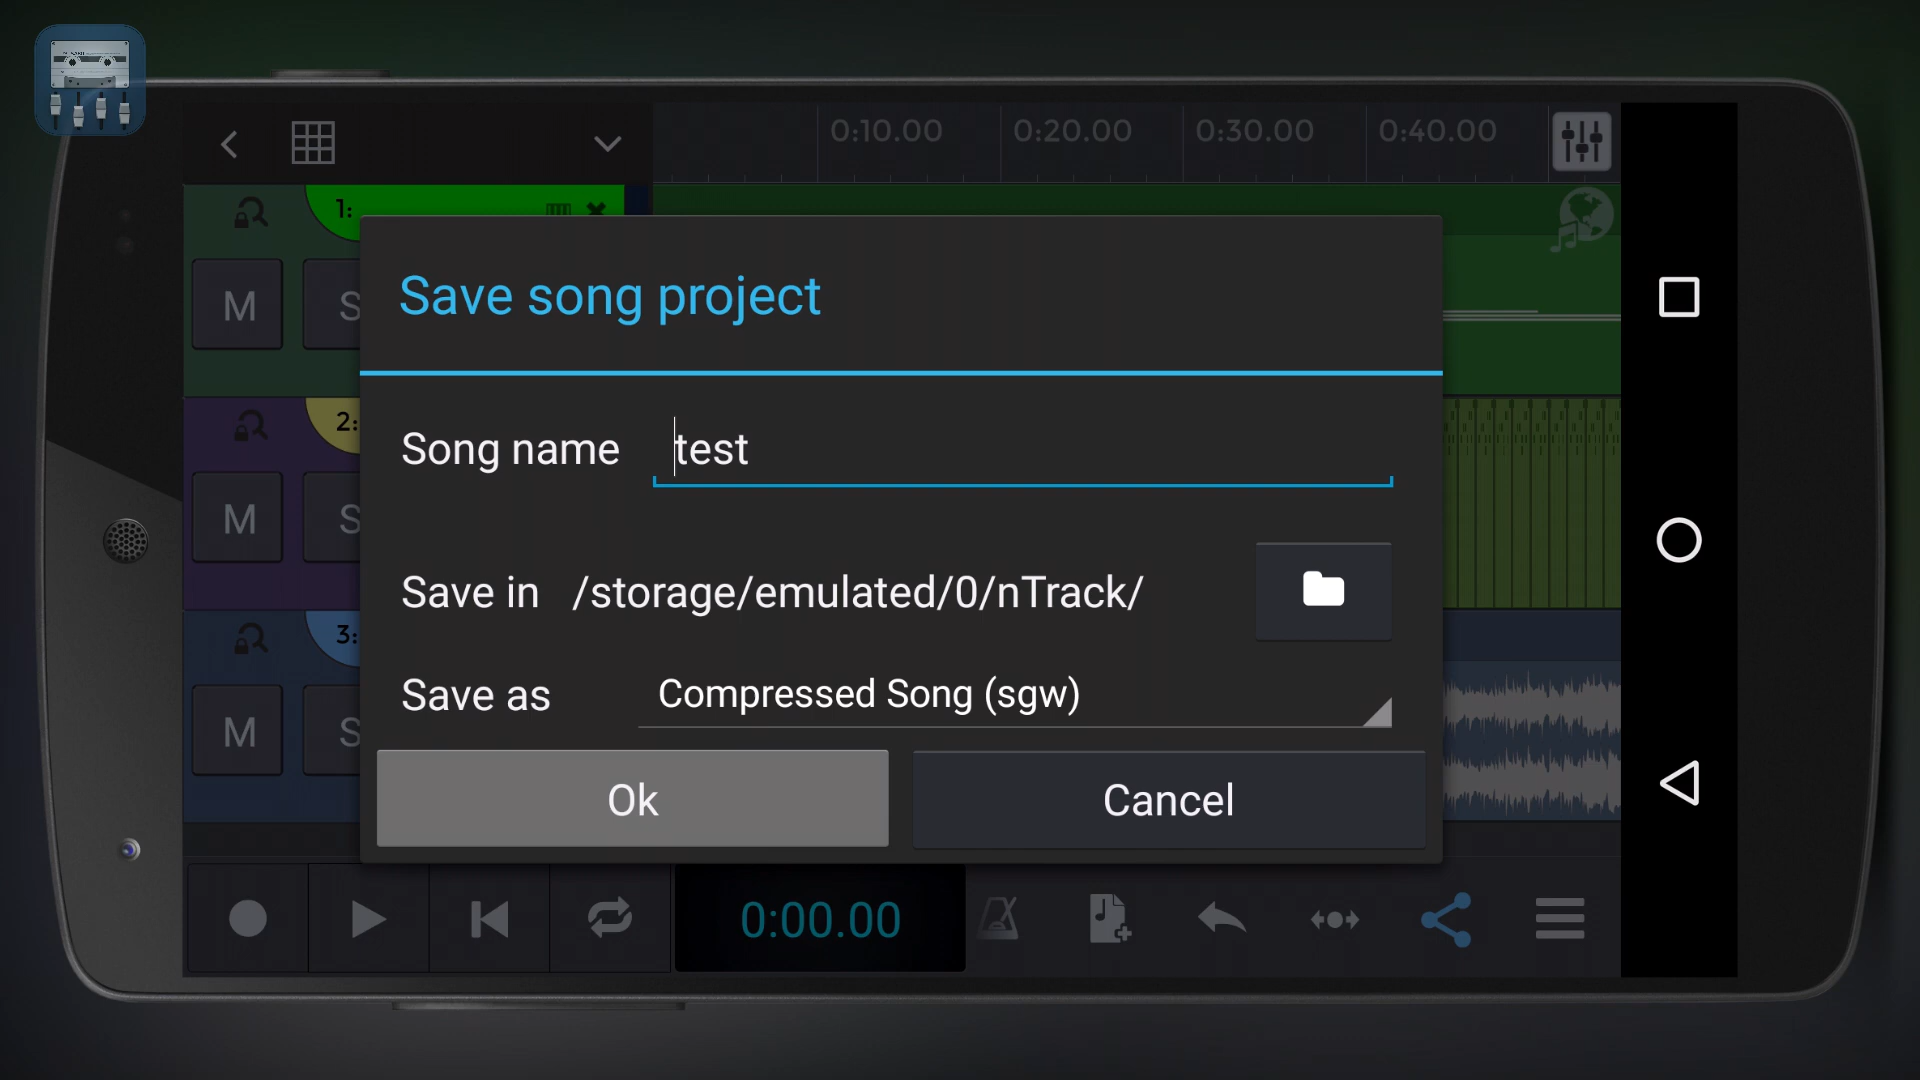 0:10.00 0:20.00 0:30.00 0:40.00
1:
M S
Save song project
2:
Song name test
M S
Save in /storage/emulated/0/nTrack/
3:
Save as Compressed Song (sgw)
M S
Ok Cancel
0:00.00